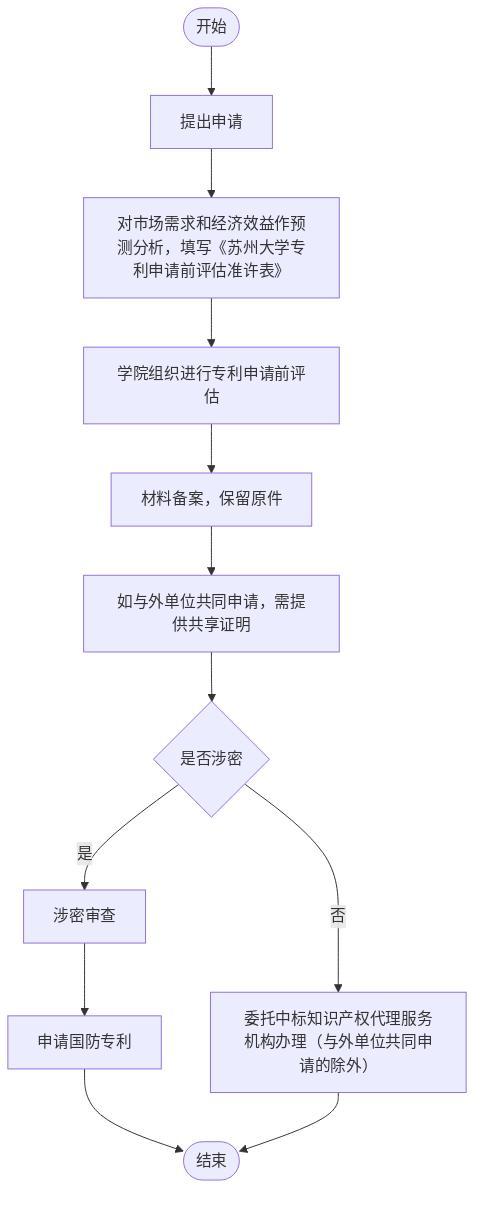 开始
提出申请
对市场需求和经济效益作预
测分析，填写《苏州大学专
利申请前评估准许表》
学院组织进行专利申请前评
估
材料备案，保留原件
如与外单位共同申请，需提
供共享证明
是否涉密
是
涉密审查
否
申请国防专利
委托中标知识产权代理服务
机构办理（与外单位共同申
请的除外）
结束